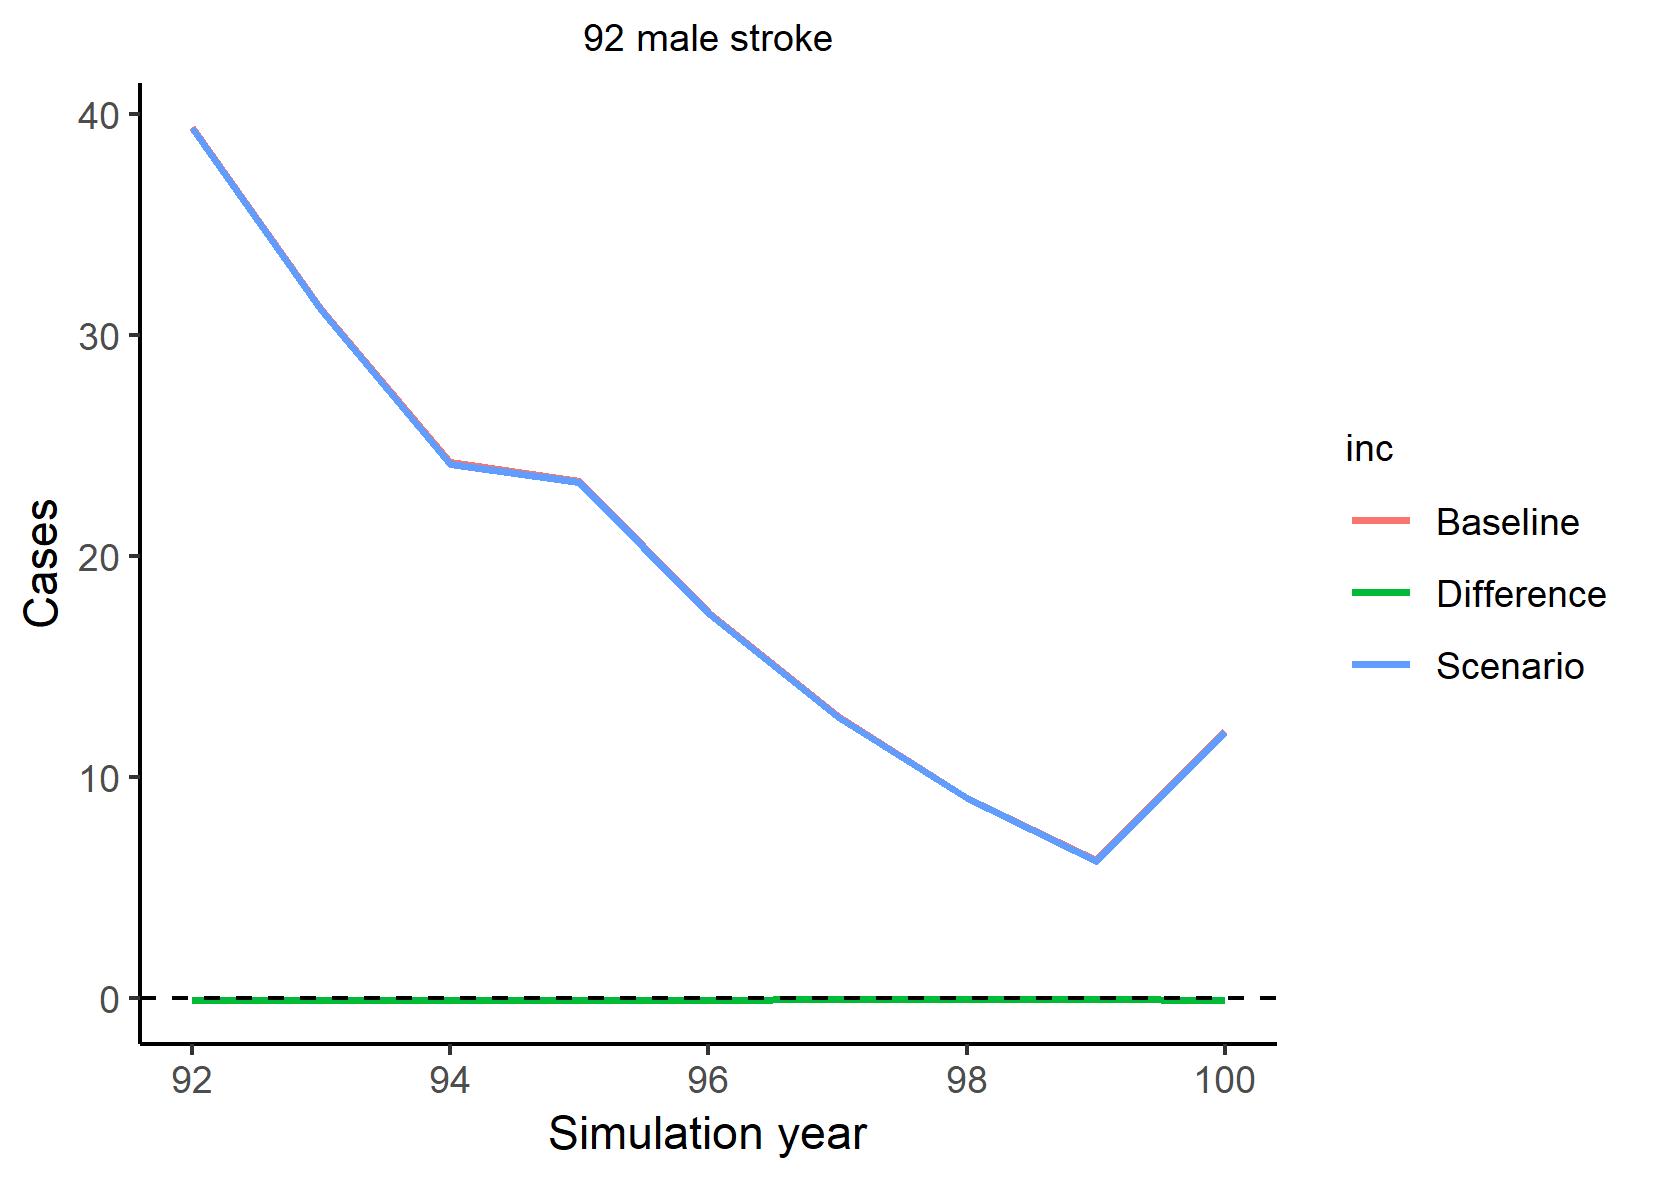 92 male stroke
40
30
20
10
0
Cases
92 94 96 98 100
Simulation year
inc
Baseline
Difference
Scenario